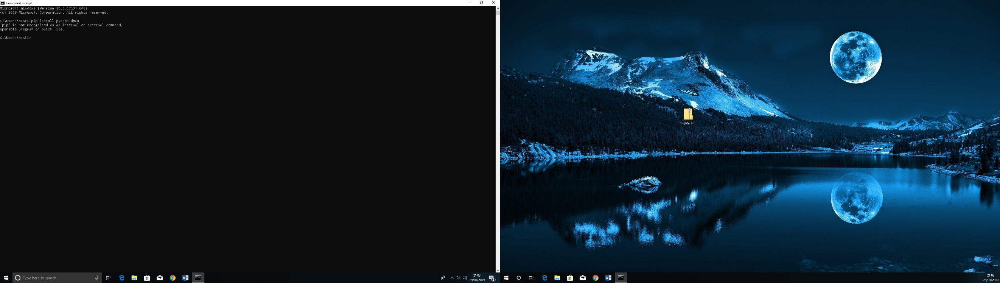 Command Prompt
Microsoft Windows [Version 10.0.17134.648]
(c) 2018 Microsoft Corporation. All rights reserved.
C:\Users\austi>pip install python docx
'pip' is not recognized as an internal or external command,
operable program or batch file.
C:\Users\austi>
mighty-br...
Type here to search
21:03
29/03/2019
2
21:03
29/03/2019